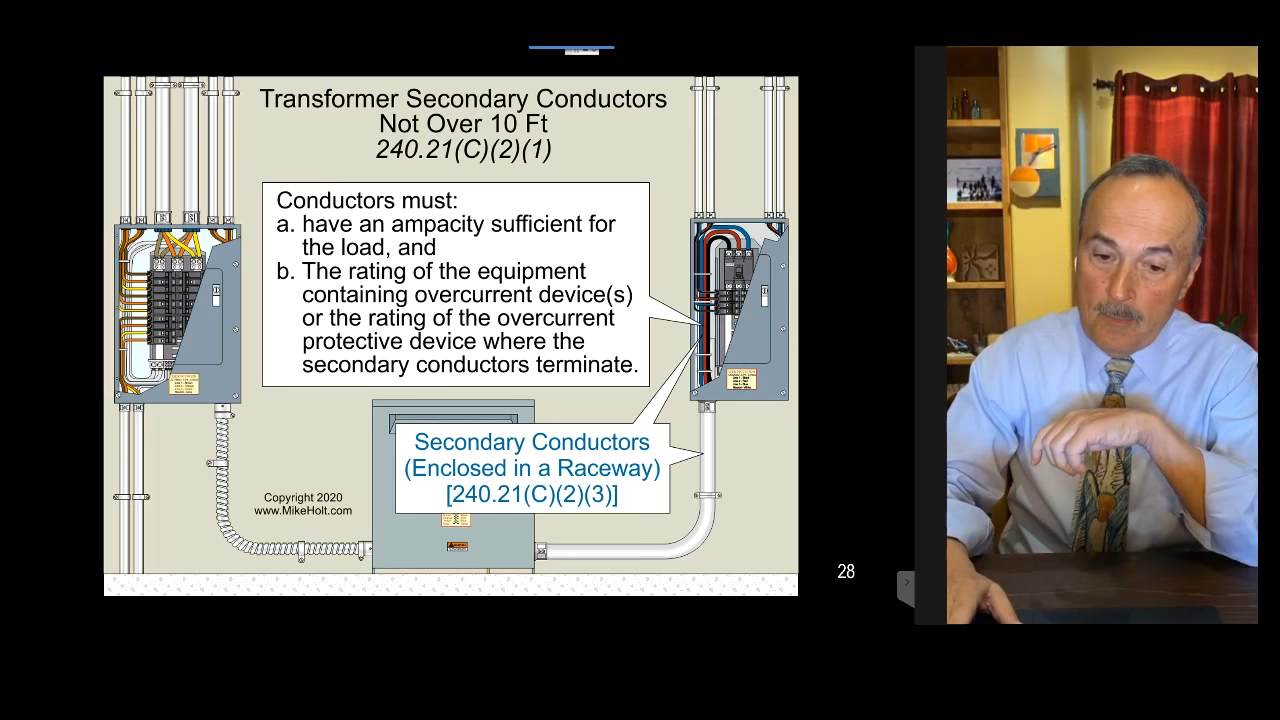 Transformer Secondary Conductors
Not Over 10 Ft
240.21(C)(2)(1)
Conductors must:
a. have an ampacity sufficient for
the load, and
b. The rating of the equipment
containing overcurrent device(s)
or the rating of the overcurrent
protective device where the
secondary conductors terminate.
Secondary Conductors
(Enclosed in a Raceway)
[240.21(C)(2)(3)]
Copyright 2020
www.MikeHolt.com
28